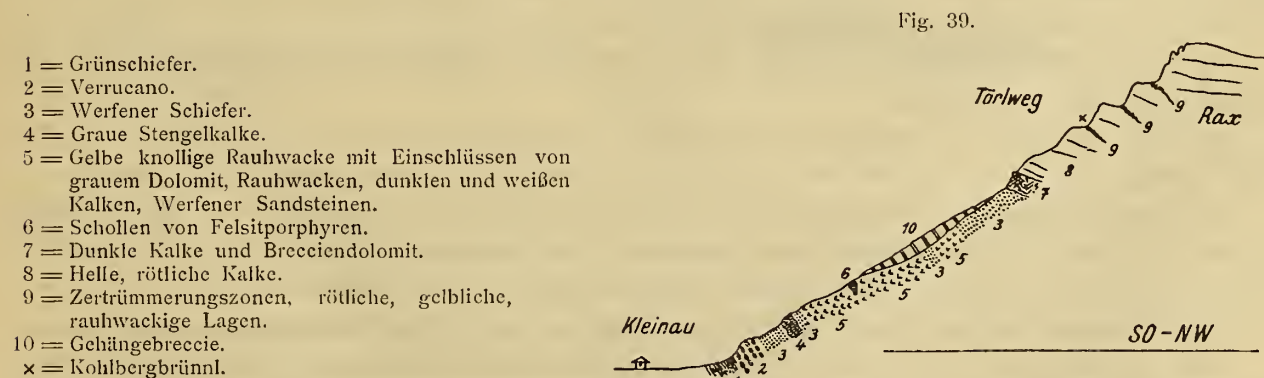 Fig. 39.
1 = Grünschiefer.
2 = Verrucano.
3 = Werfener Schiefer.
4 = Graue Stengelkalke.
5 = Gelbe knollige Rauhwacke mit Einschlüssen von
grauem Dolomit, Rauhwacken, dunklen und weißen
Kalken, Werfener Sandsteinen.
6 = Schollen von Felsitporphyren.
7 = Dunkle Kalke und Brecciendolomit.
8 = Helle, rötliche Kalke.
9 = Zertrümmerungszonen, rötliche, gelbliche,
rauhwackige Lagen.
10 = Gehängebreccie.
× = Kohlbergbrünnl.
Törlweg
Rax
×
9
9
9
8
7
3
10
5
3
6
5
5
3
4
3
2
Kleinau
SO-NW